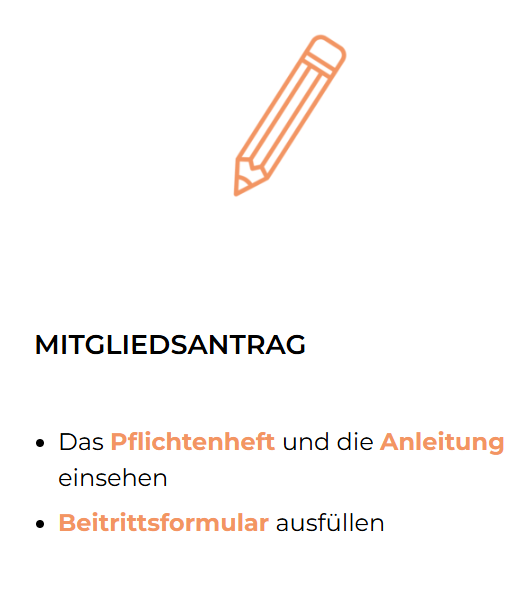 MITGLIEDSANTRAG
• Das Pflichtenheft und die Anleitung
einsehen
• Beitrittsformular ausfüllen